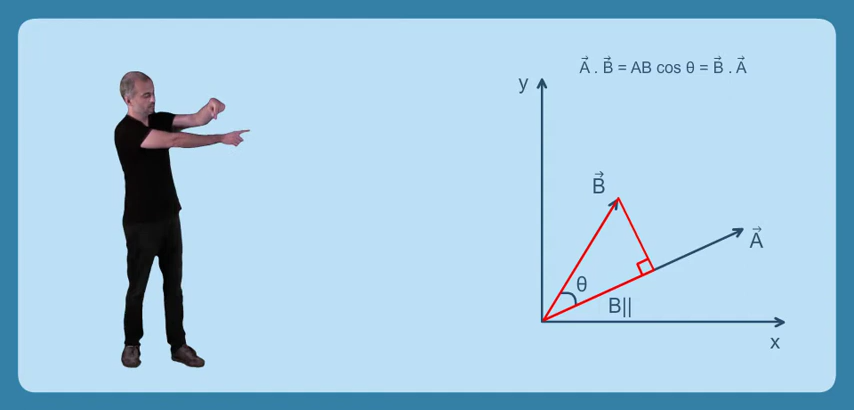 A⃗ . B⃗ = AB cos θ = B⃗ . A⃗
y
B⃗
A⃗
θ
B||
x